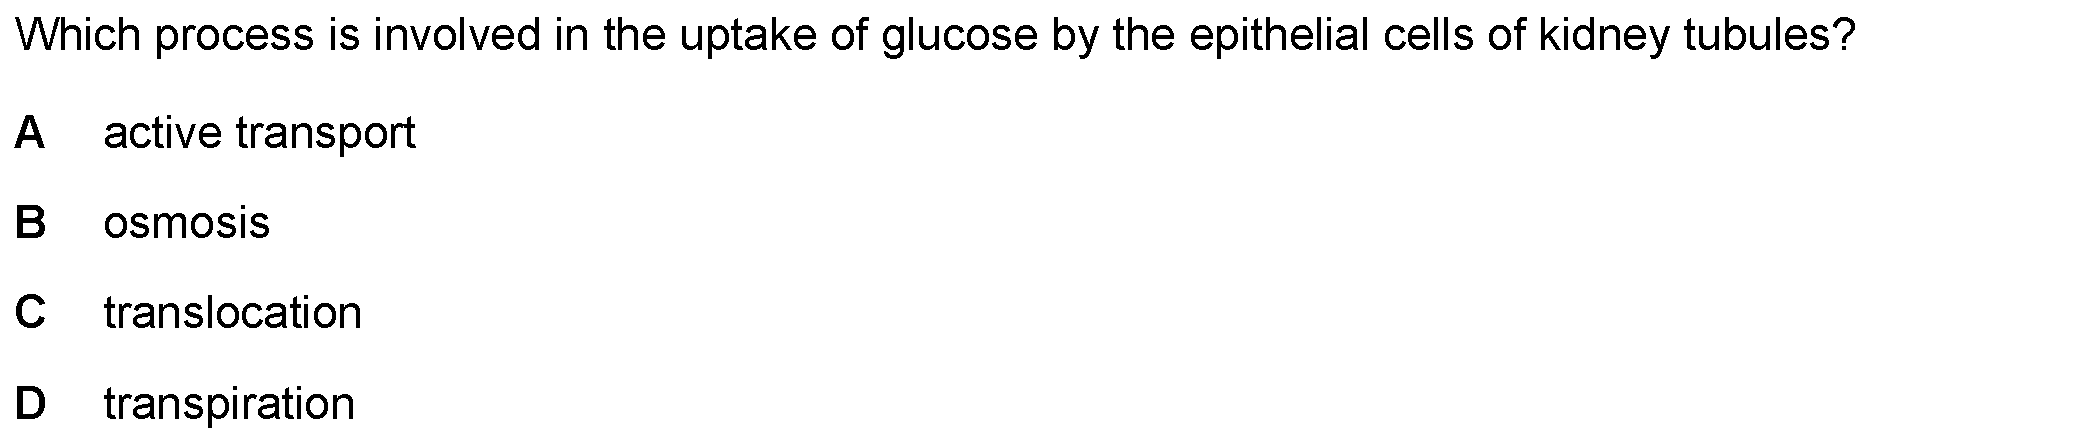 Which process is involved in the uptake of glucose by the epithelial cells of kidney tubules?
A active transport
B osmosis
C translocation
D transpiration